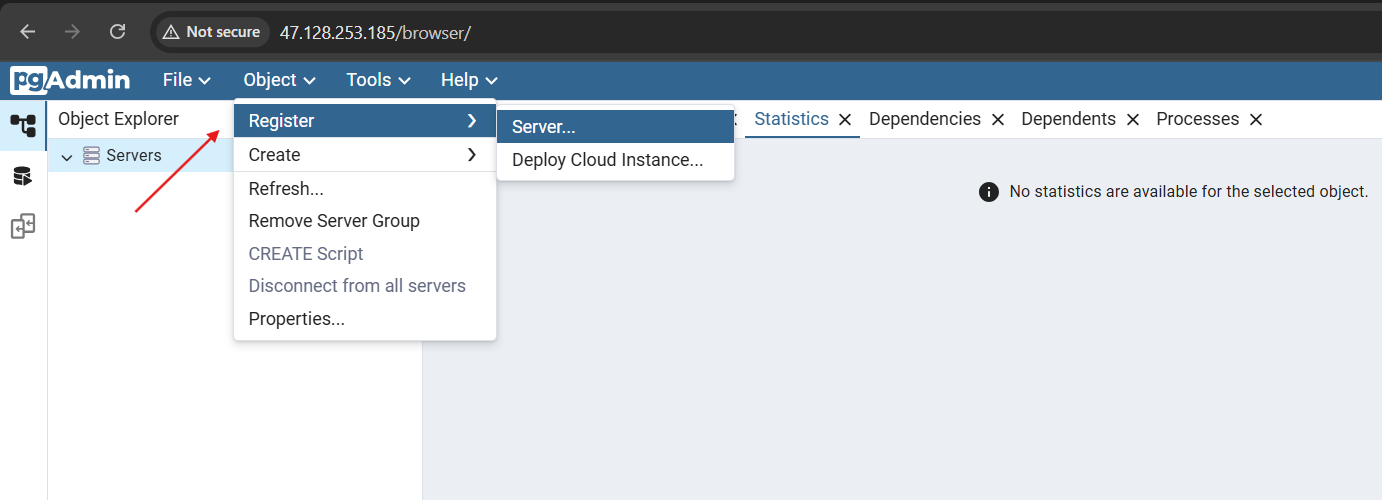 Not secure 47.128.253.185/browser/
pgAdmin File Object Tools Help
Object Explorer
Servers
Register
Create
Refresh...
Remove Server Group
CREATE Script
Disconnect from all servers
Properties...
Server...
Deploy Cloud Instance...
Statistics Dependencies Dependents Processes
No statistics are available for the selected object.